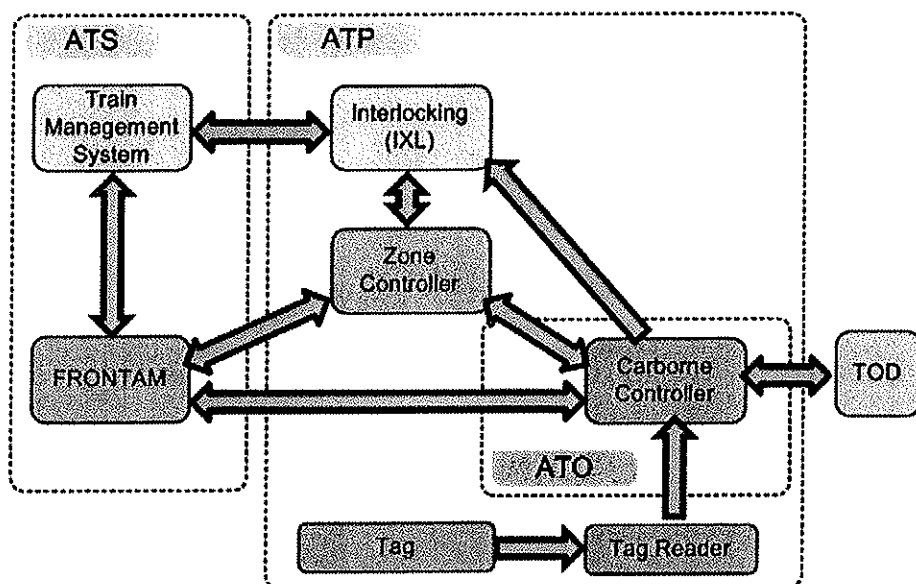 ATS
ATP
Train
Management
System
Interlocking
(IXL)
Zone
Controller
FRONTAM
Carborne
Controller
TOD
ATO
Tag
Tag Reader